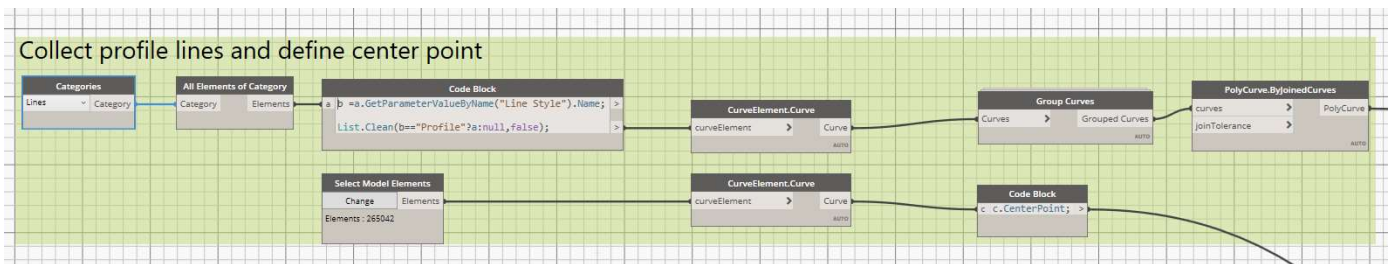 Collect profile lines and define center point
Categories
Lines Category
All Elements of Category
Category Elements
Code Block
a b =a.GetParameterValueByName("Line Style").Name; >
List.Clean(b=="Profile"?a:null,false); >
CurveElement.Curve
curveElement > Curve
AUTO
Group Curves
Curves > Grouped Curves
AUTO
PolyCurve.ByJoinedCurves
curves > PolyCurve
joinTolerance >
AUTO
Select Model Elements
Change Elements
Elements : 265042
CurveElement.Curve
curveElement > Curve
AUTO
Code Block
c c.CenterPoint; >